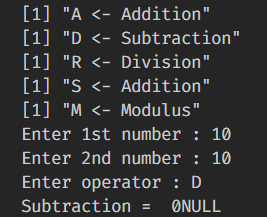 [1] "A <- Addition"
[1] "D <- Subtraction"
[1] "R <- Division"
[1] "S <- Addition"
[1] "M <- Modulus"
Enter 1st number : 10
Enter 2nd number : 10
Enter operator : D
Subtraction =  0NULL